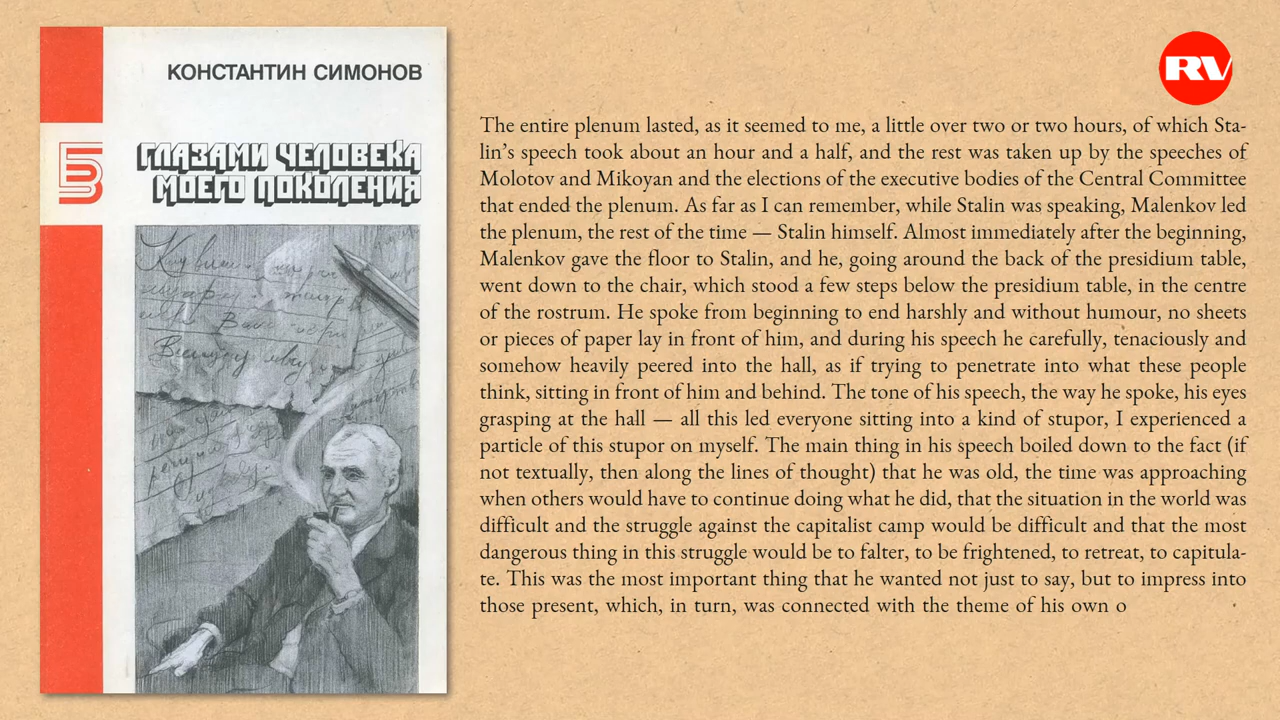 КОНСТАНТИН СИМОНОВ
ГЛАЗАМИ ЧЕЛОВЕКА
МОЕГО ПОКОЛЕНИЯ
RV
The entire plenum lasted, as it seemed to me, a little over two or two hours, of which Sta-
lin's speech took about an hour and a half, and the rest was taken up by the speeches of
Molotov and Mikoyan and the elections of the executive bodies of the Central Committee
that ended the plenum. As far as I can remember, while Stalin was speaking, Malenkov led
the plenum, the rest of the time — Stalin himself. Almost immediately after the beginning,
Malenkov gave the floor to Stalin, and he, going around the back of the presidium table,
went down to the chair, which stood a few steps below the presidium table, in the centre
of the rostrum. He spoke from beginning to end harshly and without humour, no sheets
or pieces of paper lay in front of him, and during his speech he carefully, tenaciously and
somehow heavily peered into the hall, as if trying to penetrate into what these people
think, sitting in front of him and behind. The tone of his speech, the way he spoke, his eyes
grasping at the hall — all this led everyone sitting into a kind of stupor, I experienced a
particle of this stupor on myself. The main thing in his speech boiled down to the fact (if
not textually, then along the lines of thought) that he was old, the time was approaching
when others would have to continue doing what he did, that the situation in the world was
difficult and the struggle against the capitalist camp would be difficult and that the most
dangerous thing in this struggle would be to falter, to be frightened, to retreat, to capitula-
te. This was the most important thing that he wanted not just to say, but to impress into
those present, which, in turn, was connected with the theme of his own o